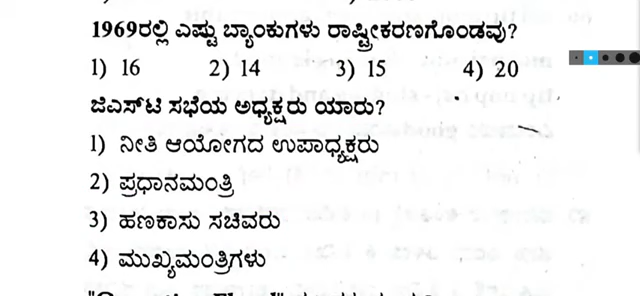 1969ರಲ್ಲಿ ಎಷ್ಟು ಬ್ಯಾಂಕುಗಳು ರಾಷ್ಟ್ರೀಕರಣಗೊಂಡವು?
1) 16 2) 14 3) 15 4) 20
ಜಿಎಸ್‌ಟಿ ಸಭೆಯ ಅಧ್ಯಕ್ಷರು ಯಾರು?
1) ನೀತಿ ಆಯೋಗದ ಉಪಾಧ್ಯಕ್ಷರು
2) ಪ್ರಧಾನಮಂತ್ರಿ
3) ಹಣಕಾಸು ಸಚಿವರು
4) ಮುಖ್ಯಮಂತ್ರಿಗಳು